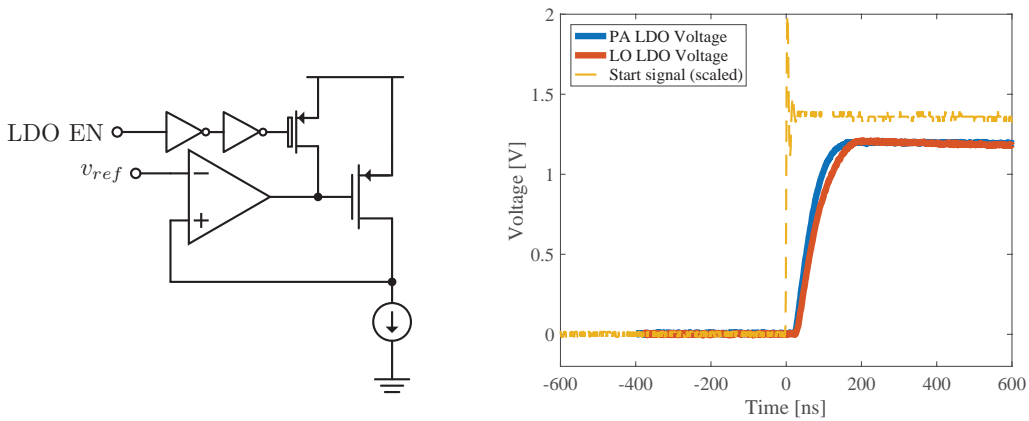 LDO EN
v_ref
−
+
2
1.5
1
0.5
0
Voltage [V]
PA LDO Voltage
LO LDO Voltage
Start signal (scaled)
-600 -400 -200 0 200 400 600
Time [ns]